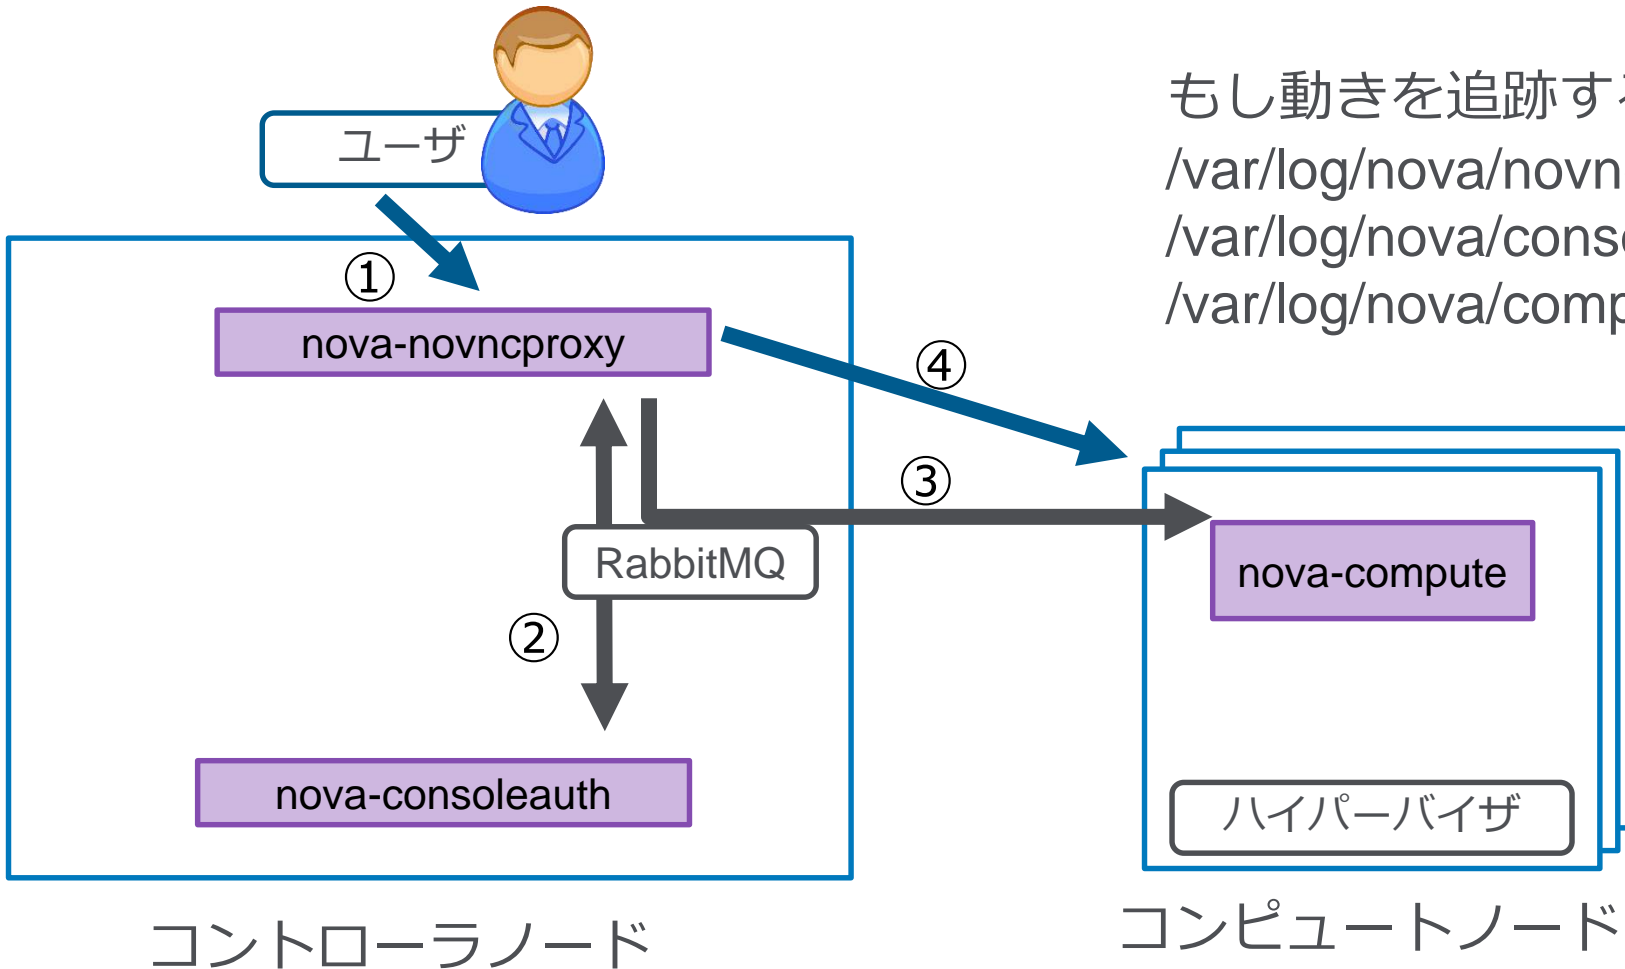 ユーザ
もし動きを追跡する
/var/log/nova/novn
/var/log/nova/conso
/var/log/nova/comp
①
nova-novncproxy
④
③
RabbitMQ
nova-compute
②
nova-consoleauth
ハイパーバイザ
コントローラノード
コンピュートノード